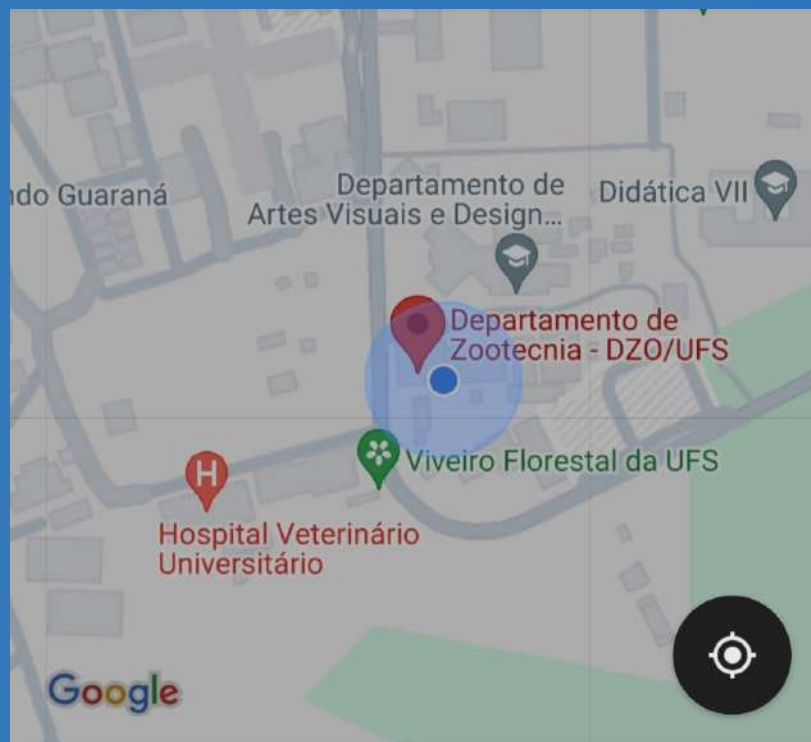 ndo Guaraná
Departamento de
Artes Visuais e Design...
Didática VII
Departamento de
Zootecnia - DZO/UFS
Viveiro Florestal da UFS
H
Hospital Veterinário
Universitário
Google